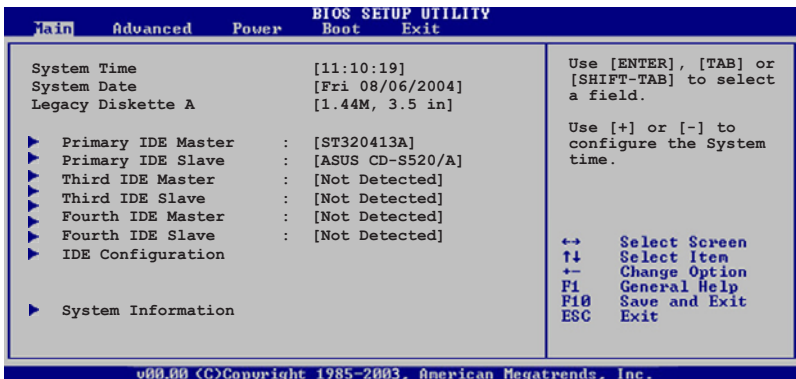 BIOS SETUP UTILITY
Main Advanced Power Boot Exit
System Time [11:10:19]
System Date [Fri 08/06/2004]
Legacy Diskette A [1.44M, 3.5 in]
Primary IDE Master : [ST320413A]
Primary IDE Slave : [ASUS CD-S520/A]
Third IDE Master : [Not Detected]
Third IDE Slave : [Not Detected]
Fourth IDE Master : [Not Detected]
Fourth IDE Slave : [Not Detected]
IDE Configuration
System Information
Use [ENTER], [TAB] or
[SHIFT-TAB] to select
a field.
Use [+] or [-] to
configure the System
time.
↔ Select Screen
↑↓ Select Item
+- Change Option
F1 General Help
F10 Save and Exit
ESC Exit
v00.00 (C)Copyright 1985-2003, American Megatrends, Inc.